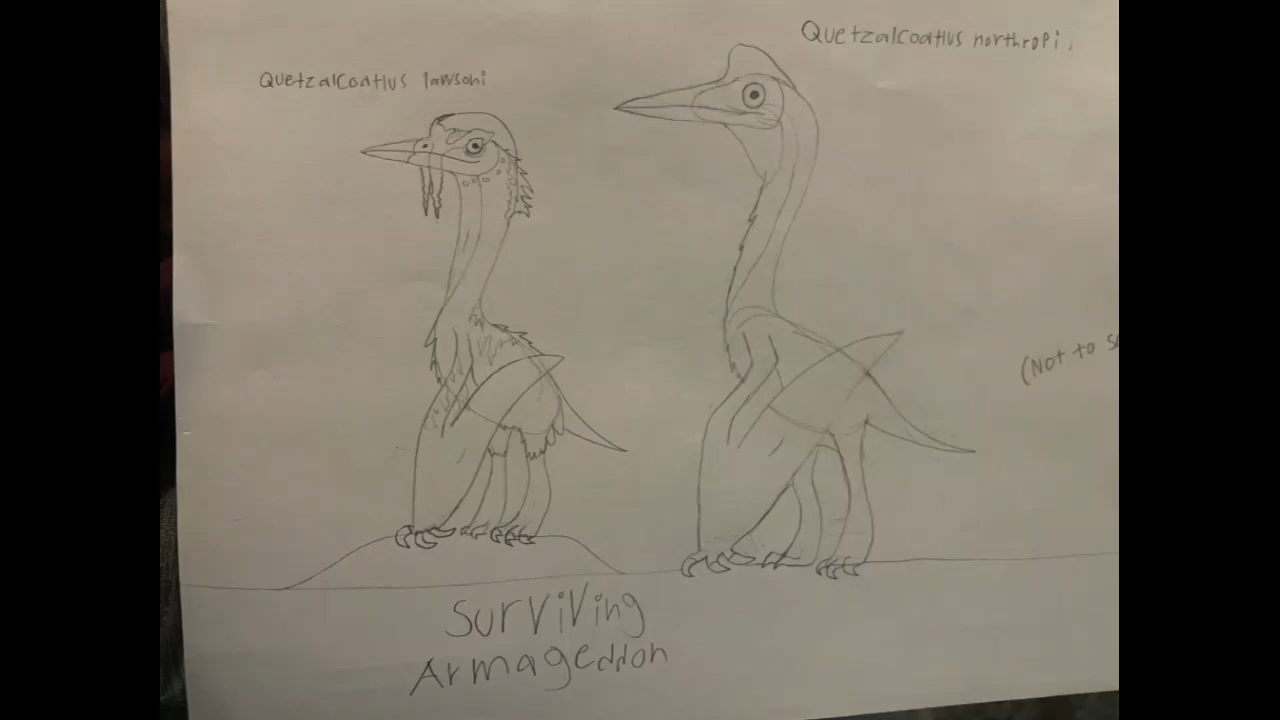 Quetzalcoatlus northropi.
Quetzalcoatlus lawsoni
(Not to
Surviving
Armageddon